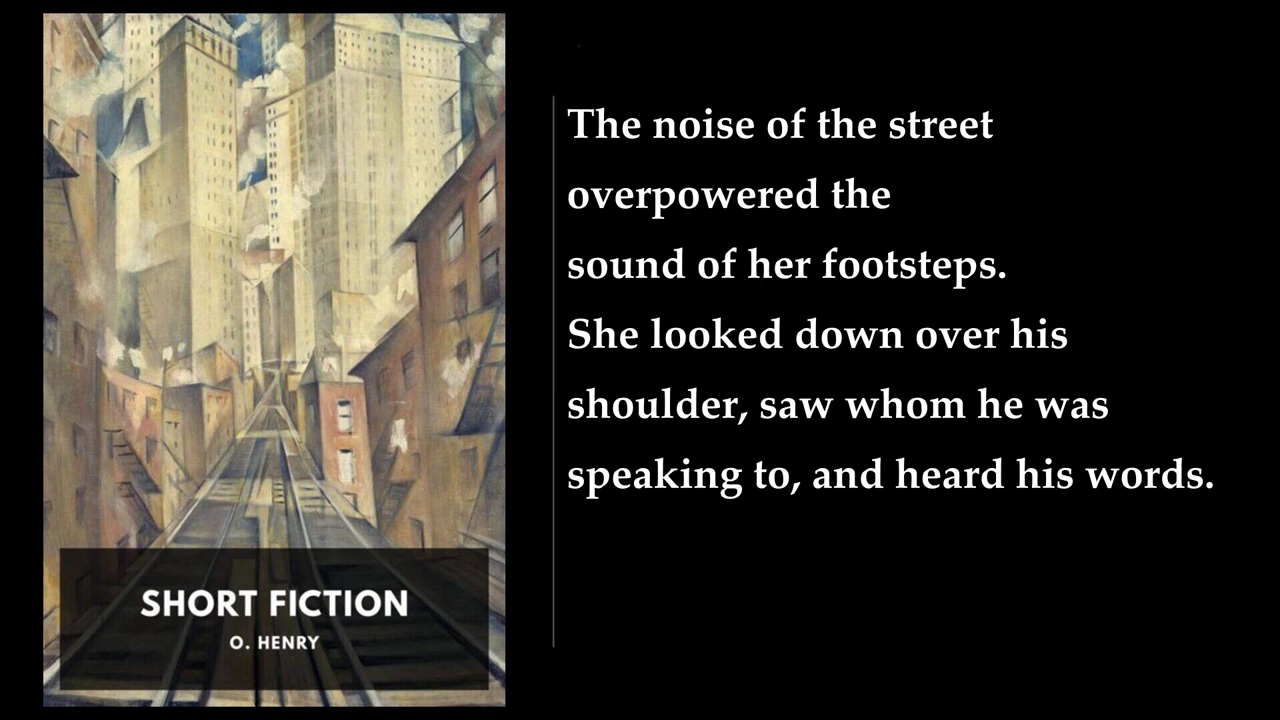 SHORT FICTION
O. HENRY
The noise of the street
overpowered the
sound of her footsteps.
She looked down over his
shoulder, saw whom he was
speaking to, and heard his words.